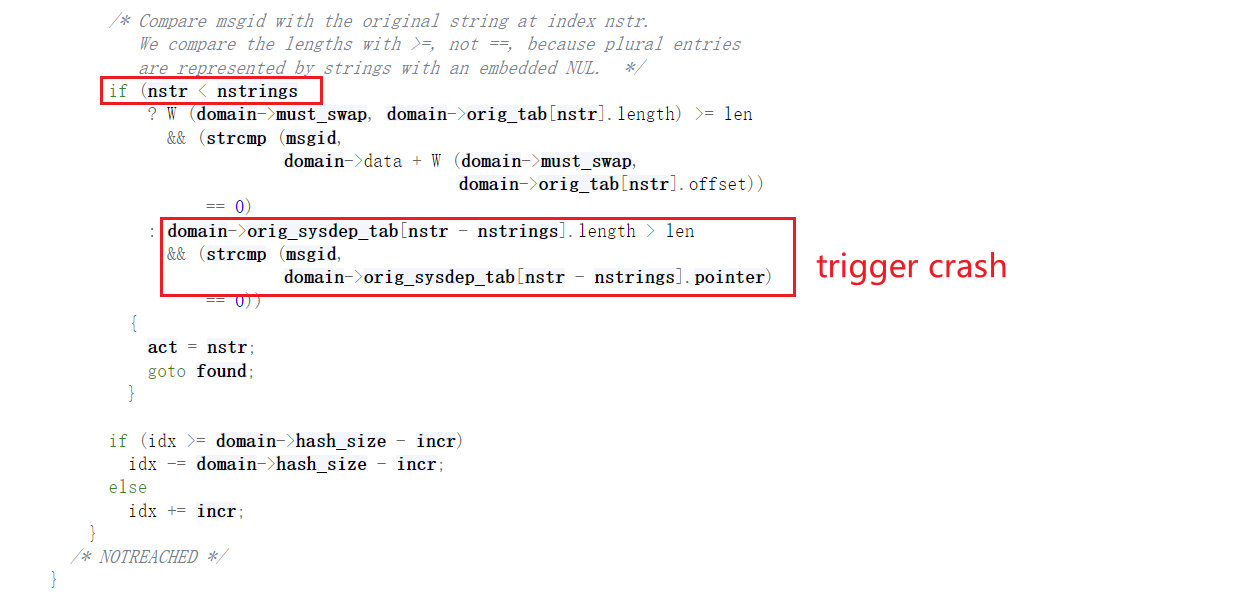 /* Compare msgid with the original string at index nstr.
We compare the lengths with >=, not ==, because plural entries
are represented by strings with an embedded NUL.  */
if (nstr < nstrings
? W (domain->must_swap, domain->orig_tab[nstr].length) >= len
&& (strcmp (msgid,
domain->data + W (domain->must_swap,
domain->orig_tab[nstr].offset))
== 0)
: domain->orig_sysdep_tab[nstr - nstrings].length > len
&& (strcmp (msgid,
domain->orig_sysdep_tab[nstr - nstrings].pointer)
== 0))
trigger crash
{
act = nstr;
goto found;
}
if (idx >= domain->hash_size - incr)
idx -= domain->hash_size - incr;
else
idx += incr;
}
/* NOTREACHED */
}